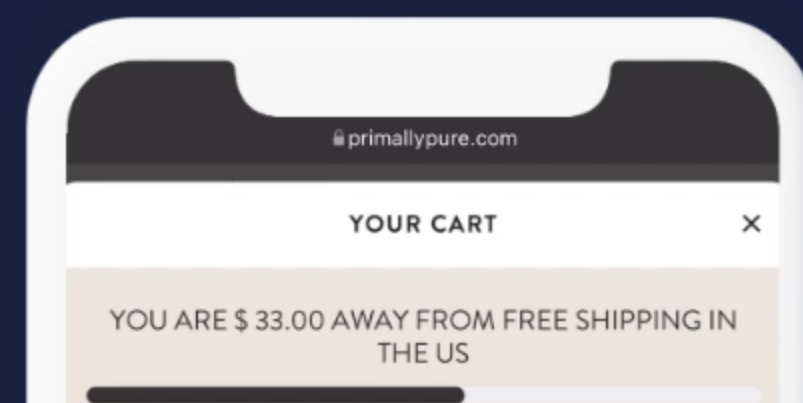 primallypure.com
YOUR CART
YOU ARE $ 33.00 AWAY FROM FREE SHIPPING IN
THE US